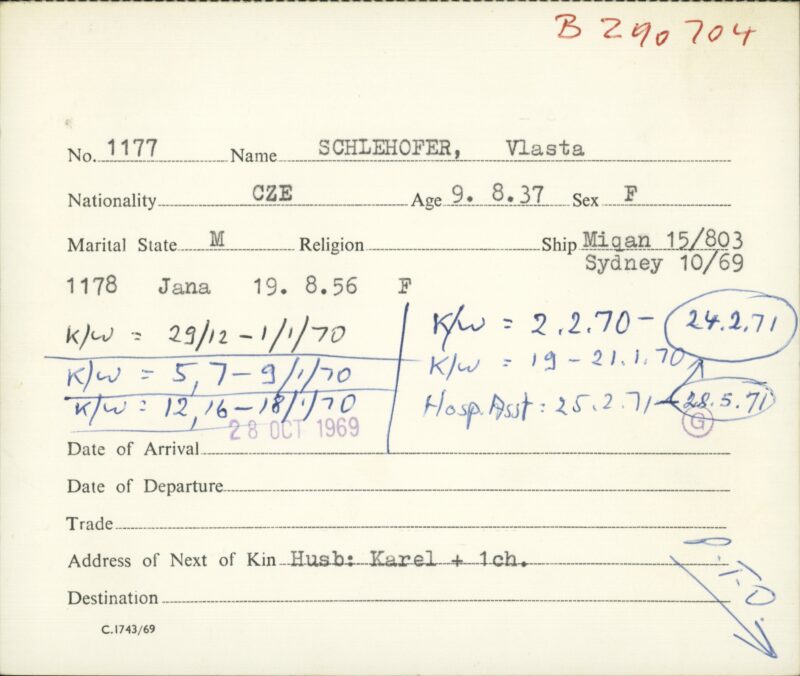 B 290704
No. 1177 Name SCHLEHOFER, Vlasta
Nationality CZE Age 9. 8.37 Sex F
Marital State M Religion Ship Miqan 15/803
Sydney 10/69
1178 Jana 19. 8.56 F
K/W = 29/12 - 1/1/70
K/W = 5, 7 - 9/1/70
K/W = 12, 16 - 18/1/70
K/W = 2.2.70 - 24.2.71
K/W = 19 - 21.1.70
Hosp. Asst : 25.2.71 - 28.5.71
G
28 OCT 1969
Date of Arrival
Date of Departure
Trade
Address of Next of Kin Husb: Karel + 1ch.
Destination
P.T.O.
C.1743/69